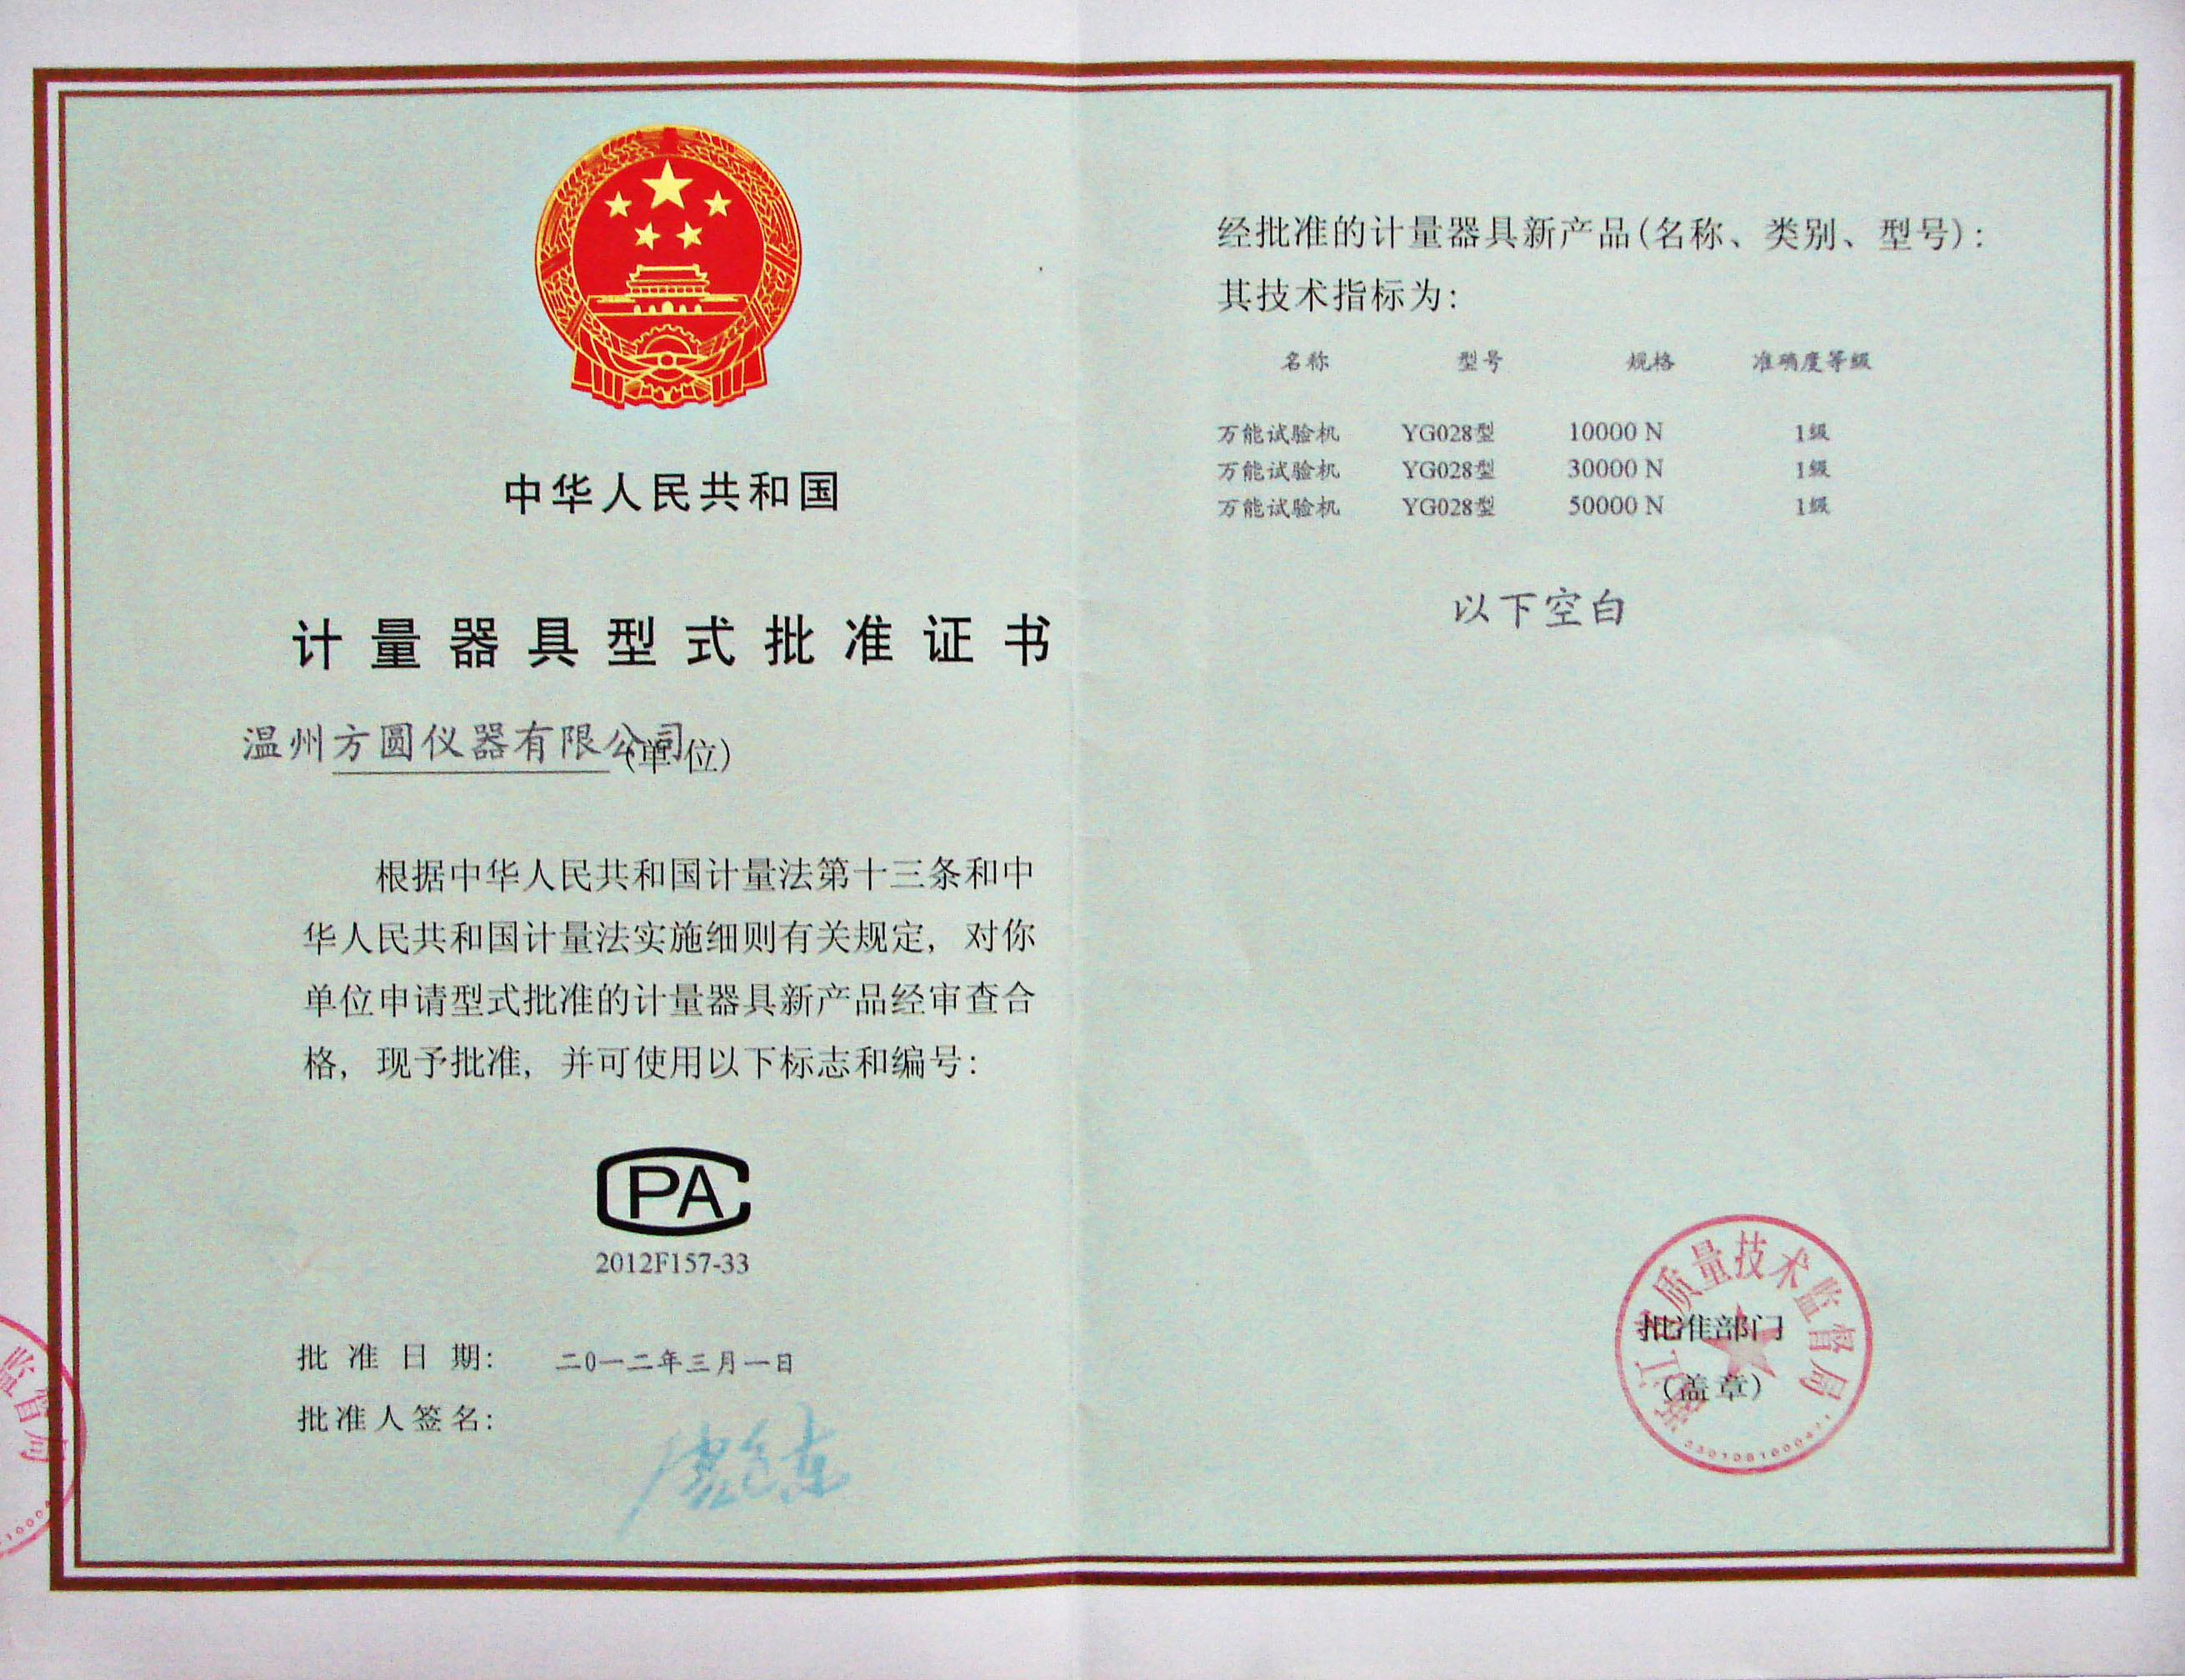 中华人民共和国
计量器具型式批准证书
温州方圆仪器有限公司(单位)
根据中华人民共和国计量法第十三条和中
华人民共和国计量法实施细则有关规定，对你
单位申请型式批准的计量器具新产品经审查合
格，现予批准，并可使用以下标志和编号：
CPA
2012F157-33
批准日期： 二0一二年三月一日
批准人签名：
经批准的计量器具新产品(名称、类别、型号)：
其技术指标为：
名称 型号 规格 准确度等级
万能试验机 YG028型 10000 N 1级
万能试验机 YG028型 30000 N 1级
万能试验机 YG028型 50000 N 1级
以下空白
浙江省质量技术监督局
批准部门
(盖章)
监督局